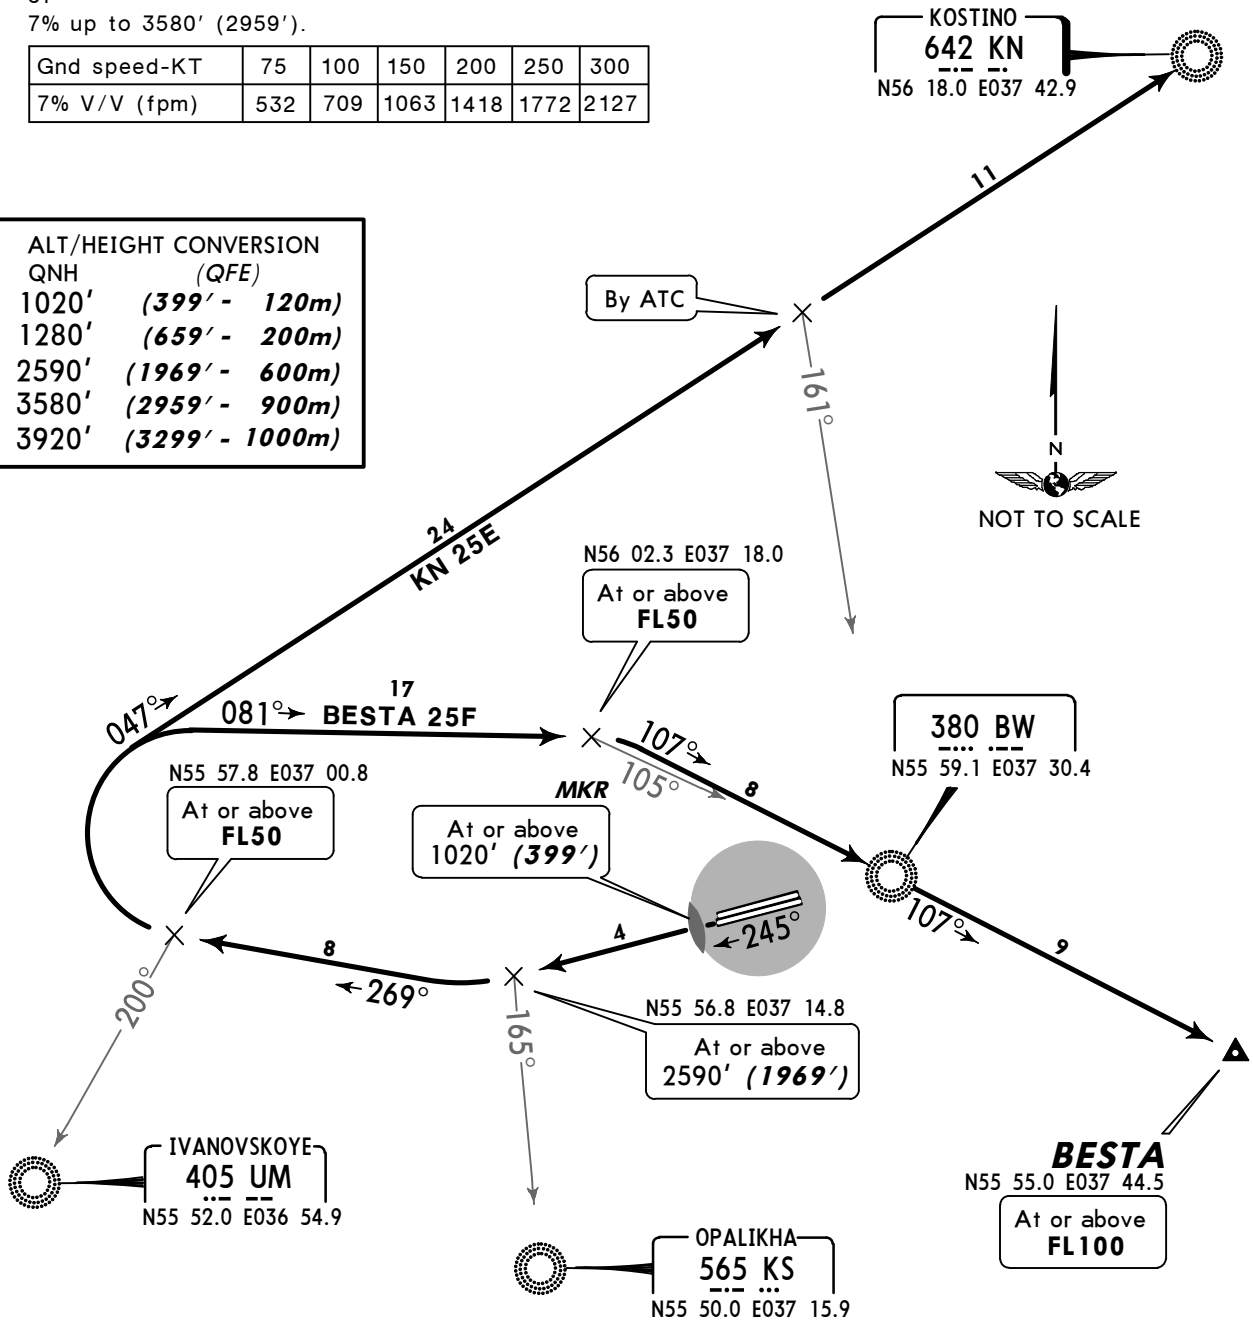 7% up to 3580' (2959').
Gnd speed-KT 75 100 150 200 250 300
7% V/V (fpm) 532 709 1063 1418 1772 2127
KOSTINO
642 KN
N56 18.0 E037 42.9
11
ALT/HEIGHT CONVERSION
QNH (QFE)
1020' (399' - 120m)
1280' (659' - 200m)
2590' (1969' - 600m)
3580' (2959' - 900m)
3920' (3299' - 1000m)
By ATC
161°
N
NOT TO SCALE
24
KN 25E
N56 02.3 E037 18.0
At or above
FL50
047°
081°
17
BESTA 25F
107°
105°
8
380 BW
N55 59.1 E037 30.4
N55 57.8 E037 00.8
At or above
FL50
MKR
At or above
1020' (399')
245°
4
107°
9
8
269°
200°
165°
N55 56.8 E037 14.8
At or above
2590' (1969')
IVANOVSKOYE
405 UM
N55 52.0 E036 54.9
BESTA
N55 55.0 E037 44.5
At or above
FL100
OPALIKHA
565 KS
N55 50.0 E037 15.9